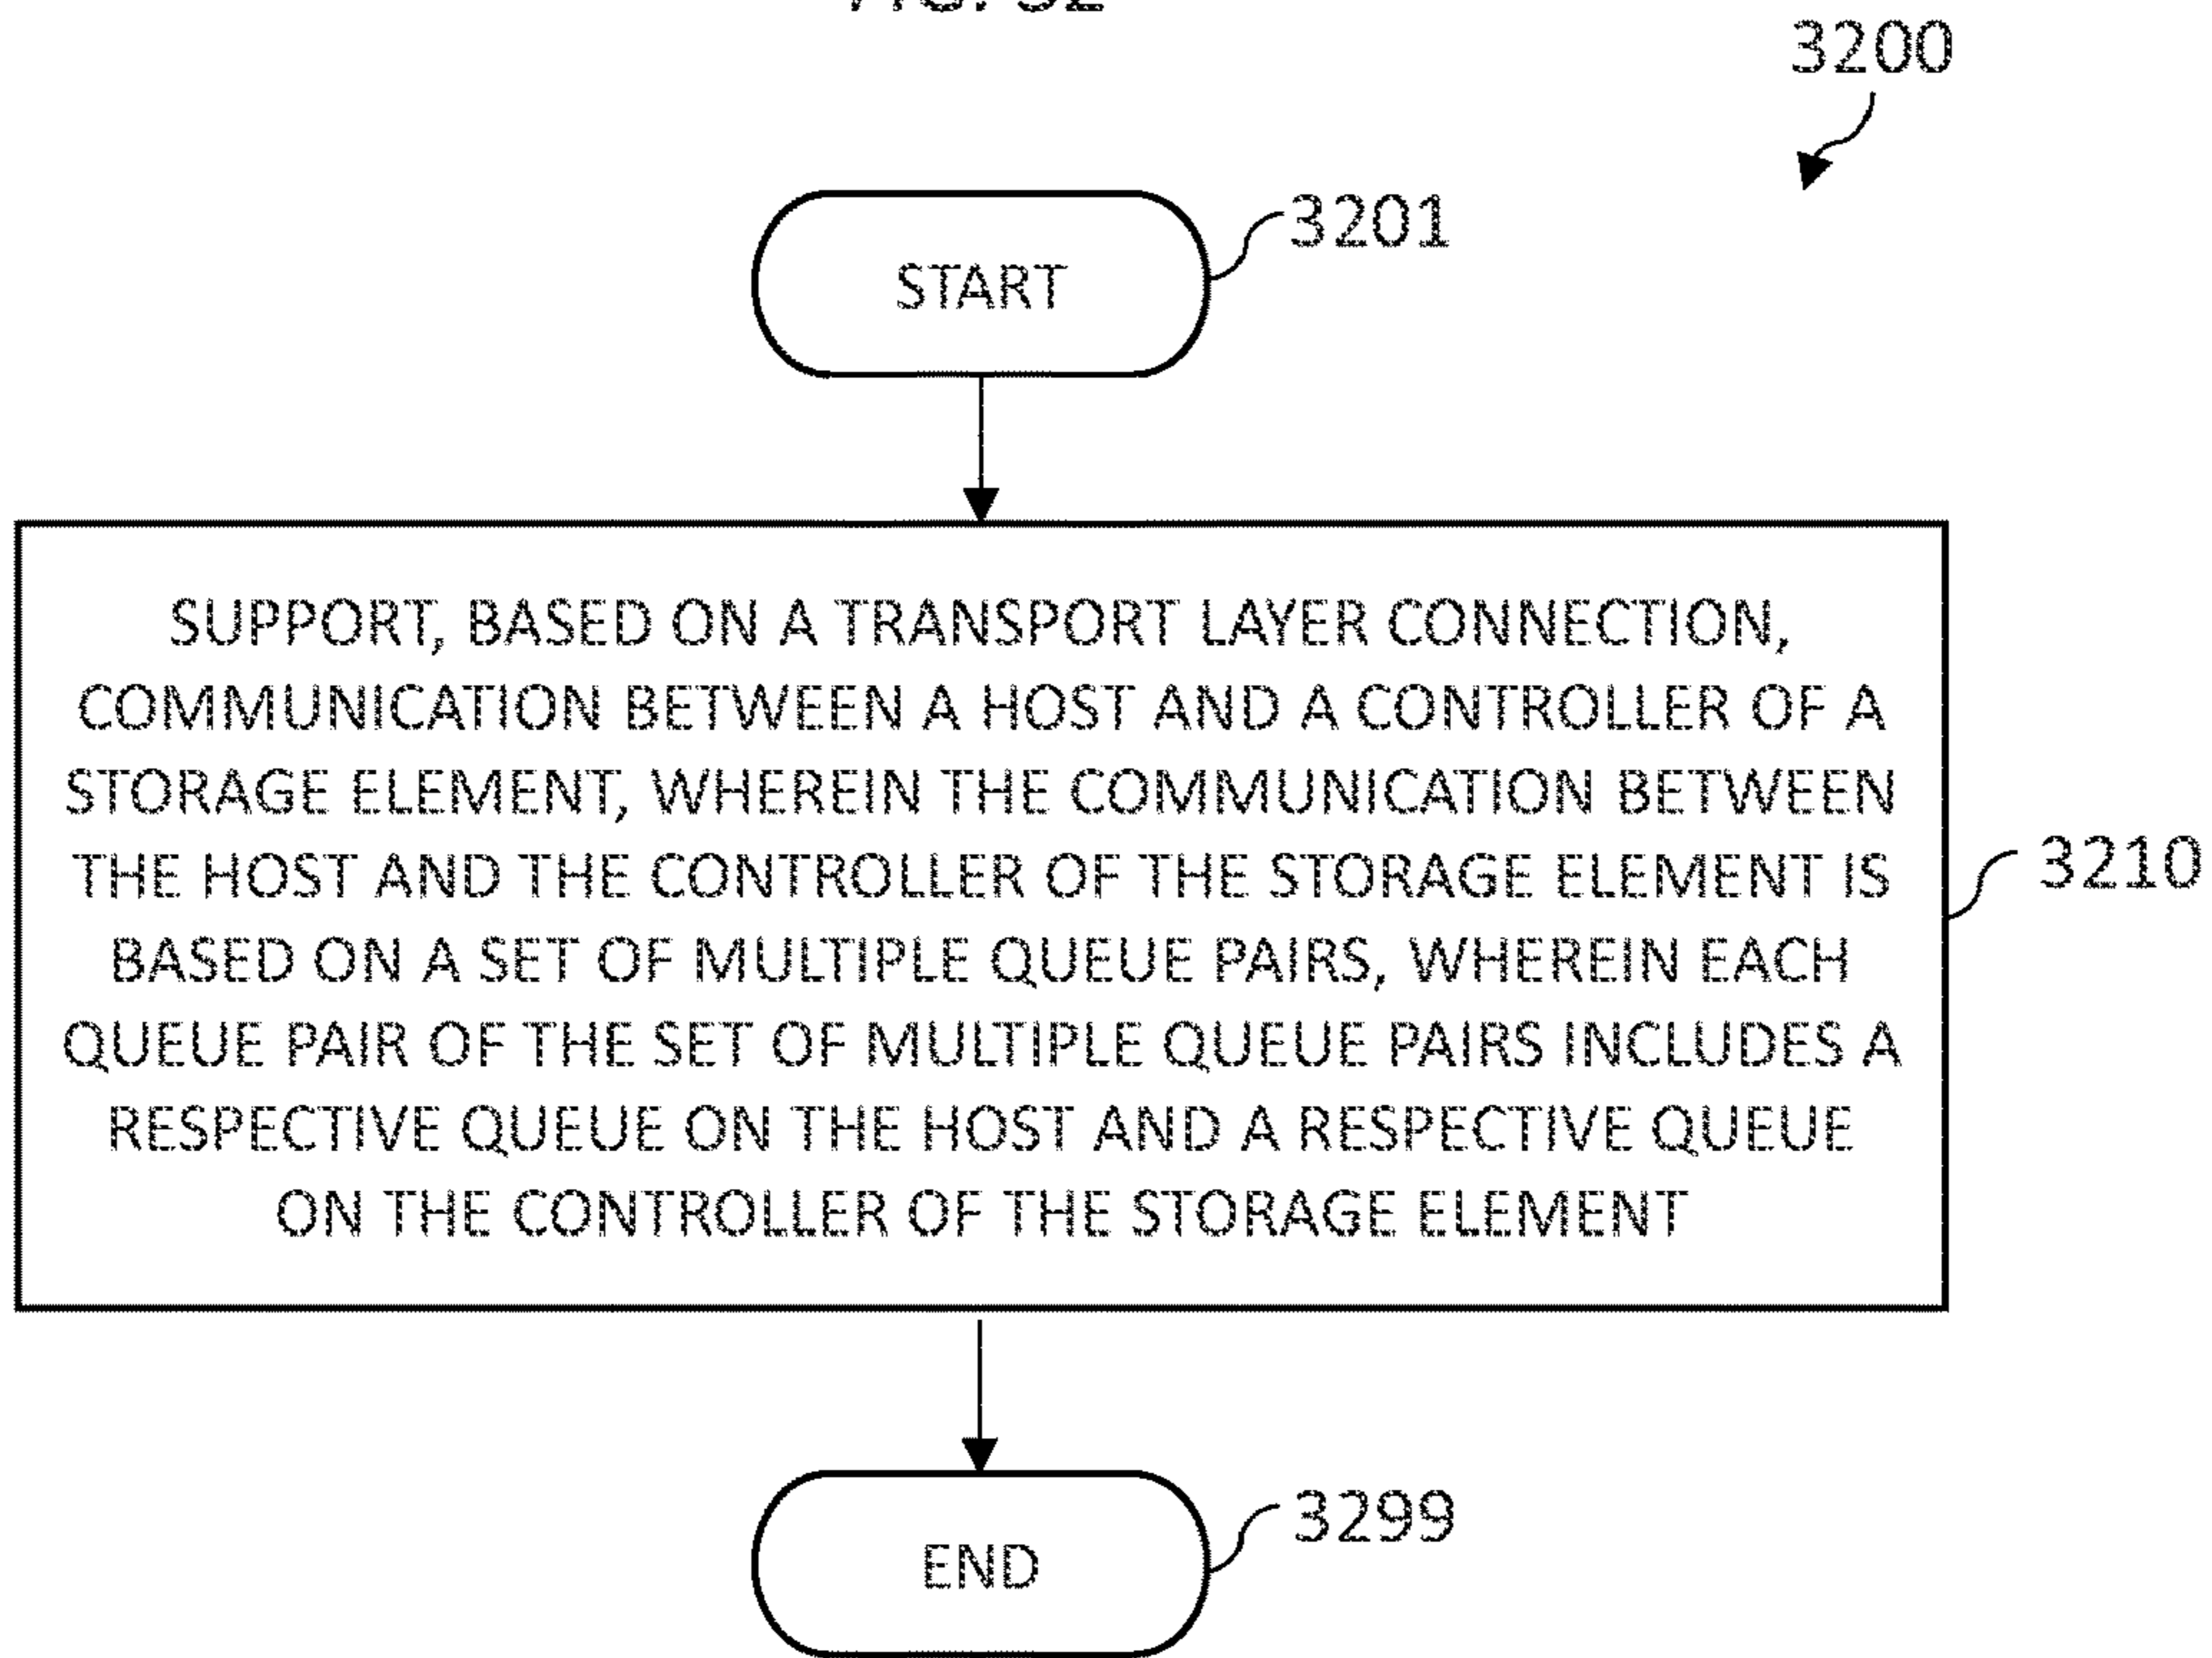 FIG. 32
3200
START
3201
SUPPORT, BASED ON A TRANSPORT LAYER CONNECTION,
COMMUNICATION BETWEEN A HOST AND A CONTROLLER OF A
STORAGE ELEMENT, WHEREIN THE COMMUNICATION BETWEEN
THE HOST AND THE CONTROLLER OF THE STORAGE ELEMENT IS
BASED ON A SET OF MULTIPLE QUEUE PAIRS, WHEREIN EACH
QUEUE PAIR OF THE SET OF MULTIPLE QUEUE PAIRS INCLUDES A
RESPECTIVE QUEUE ON THE HOST AND A RESPECTIVE QUEUE
ON THE CONTROLLER OF THE STORAGE ELEMENT
3210
END
3299